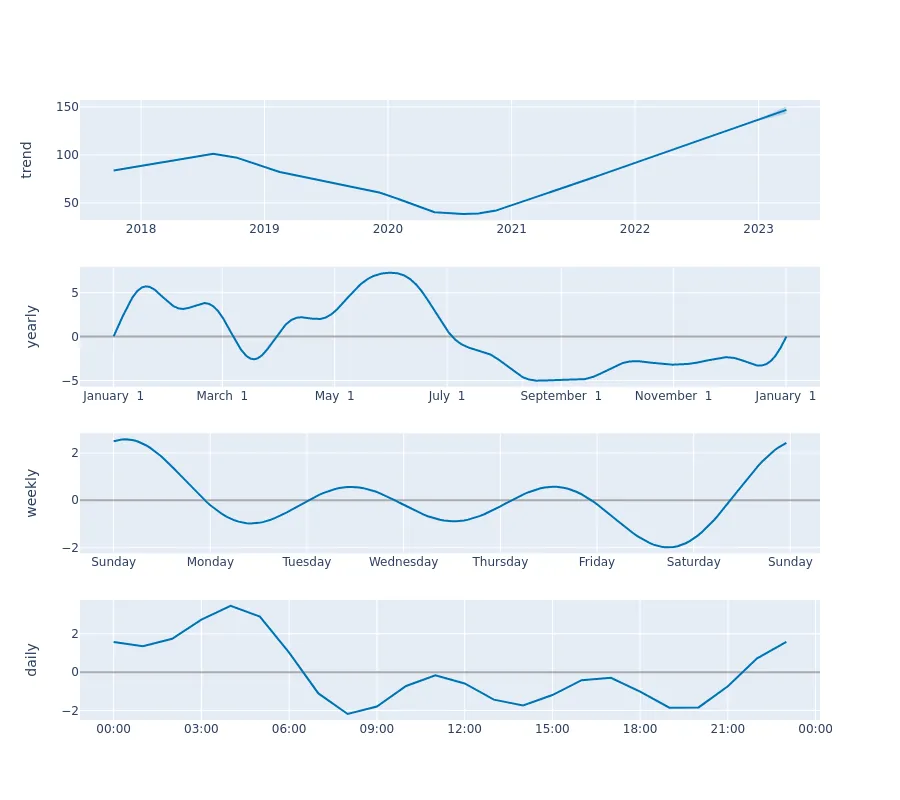 trend
150
100
50
2018 2019 2020 2021 2022 2023
yearly
5
0
−5
January 1 March 1 May 1 July 1 September 1 November 1 January 1
weekly
2
0
−2
Sunday Monday Tuesday Wednesday Thursday Friday Saturday Sunday
daily
2
0
−2
00:00 03:00 06:00 09:00 12:00 15:00 18:00 21:00 00:00